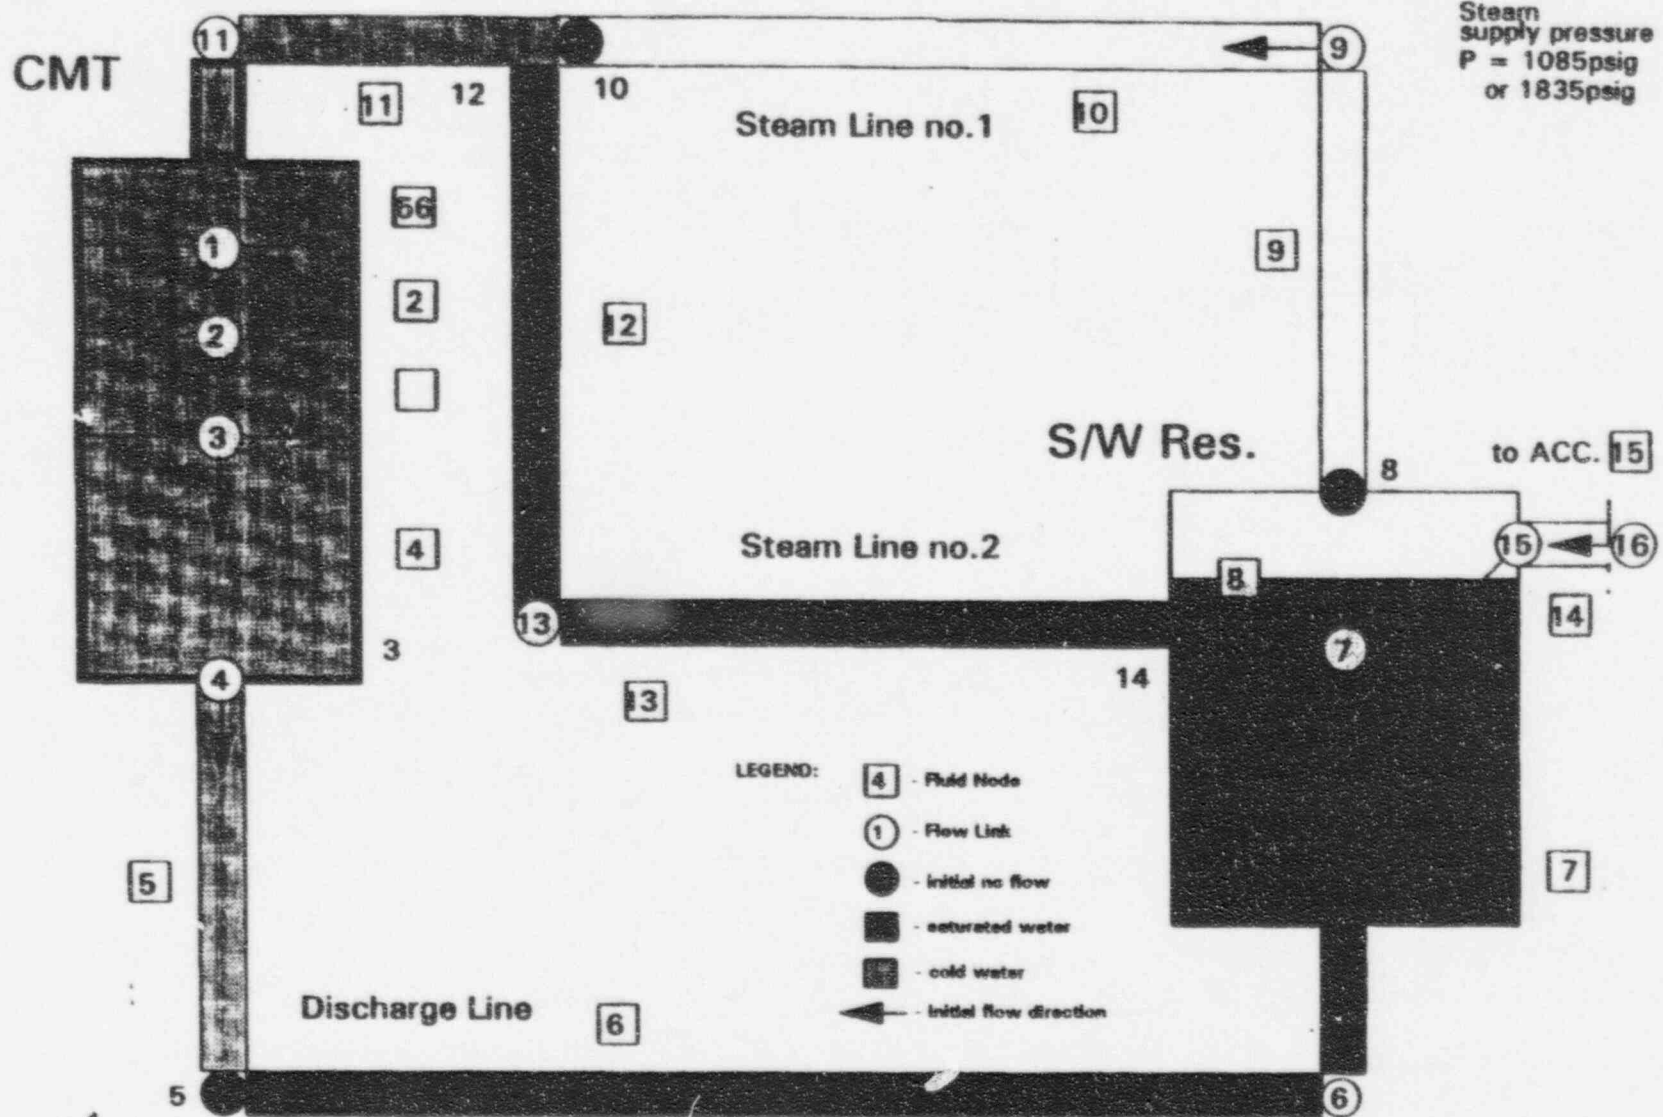 Steam
supply pressure
P = 1085psig
or 1835psig
11
9
CMT
11
12
10
10
Steam Line no.1
56
1
9
2
2
12
3
S/W Res.
8
to ACC. 15
4
Steam Line no.2
15
16
8
13
14
3
7
4
14
13
LEGEND:
4 - Fluid Node
1 - Flow Link
5
7
- initial no flow
- saturated water
- cold water
Discharge Line
6
- initial flow direction
5
6